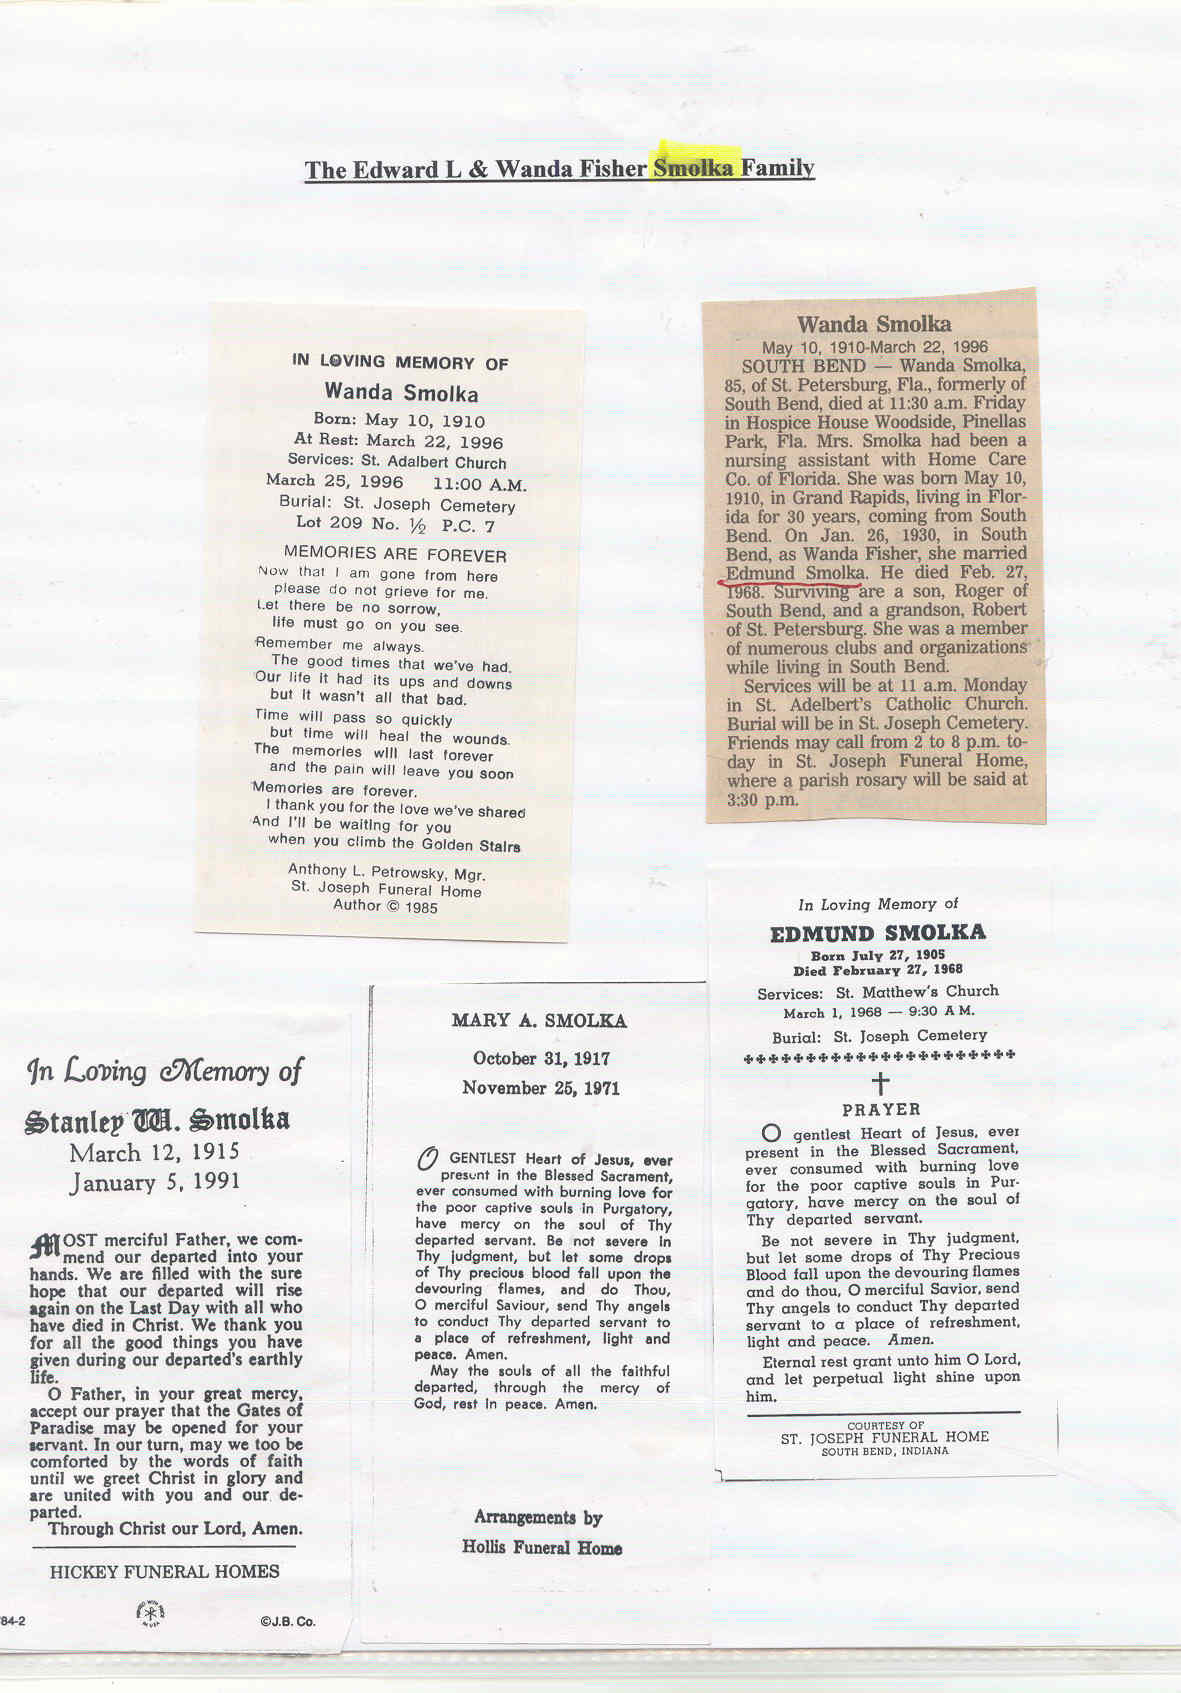 The Edward L & Wanda Fisher Smolka Family
IN LOVING MEMORY OF
Wanda Smolka
Born: May 10, 1910
At Rest: March 22, 1996
Services: St. Adalbert Church
March 25, 1996 11:00 A.M.
Burial: St. Joseph Cemetery
Lot 209 No. ½ P.C. 7
MEMORIES ARE FOREVER
Now that I am gone from here
please do not grieve for me.
Let there be no sorrow,
life must go on you see.
Remember me always.
The good times that we've had.
Our life it had its ups and downs
but it wasn't all that bad.
Time will pass so quickly
but time will heal the wounds.
The memories will last forever
and the pain will leave you soon
Memories are forever.
I thank you for the love we've shared
And I'll be waiting for you
when you climb the Golden Stairs
Anthony L. Petrowsky, Mgr.
St. Joseph Funeral Home
Author © 1985
Wanda Smolka
May 10, 1910-March 22, 1996
SOUTH BEND — Wanda Smolka,
85, of St. Petersburg, Fla., formerly of
South Bend, died at 11:30 a.m. Friday
in Hospice House Woodside, Pinellas
Park, Fla. Mrs. Smolka had been a
nursing assistant with Home Care
Co. of Florida. She was born May 10,
1910, in Grand Rapids, living in Flor-
ida for 30 years, coming from South
Bend. On Jan. 26, 1930, in South
Bend, as Wanda Fisher, she married
Edmund Smolka. He died Feb. 27,
1968. Surviving are a son, Roger of
South Bend, and a grandson, Robert
of St. Petersburg. She was a member
of numerous clubs and organizations
while living in South Bend.
Services will be at 11 a.m. Monday
in St. Adelbert's Catholic Church.
Burial will be in St. Joseph Cemetery.
Friends may call from 2 to 8 p.m. to-
day in St. Joseph Funeral Home,
where a parish rosary will be said at
3:30 p.m.
In Loving Memory of
Stanley W. Smolka
March 12, 1915
January 5, 1991
MOST merciful Father, we com-
mend our departed into your
hands. We are filled with the sure
hope that our departed will rise
again on the Last Day with all who
have died in Christ. We thank you
for all the good things you have
given during our departed's earthly
life.
O Father, in your great mercy,
accept our prayer that the Gates of
Paradise may be opened for your
servant. In our turn, may we too be
comforted by the words of faith
until we greet Christ in glory and
are united with you and our de-
parted.
Through Christ our Lord, Amen.
HICKEY FUNERAL HOMES
84-2
©J.B. Co.
MARY A. SMOLKA
October 31, 1917
November 25, 1971
O GENTLEST Heart of Jesus, ever
present in the Blessed Sacrament,
ever consumed with burning love for
the poor captive souls in Purgatory,
have mercy on the soul of Thy
departed servant. Be not severe in
Thy judgment, but let some drops
of Thy precious blood fall upon the
devouring flames, and do Thou,
O merciful Saviour, send Thy angels
to conduct Thy departed servant to
a place of refreshment, light and
peace. Amen.
May the souls of all the faithful
departed, through the mercy of
God, rest in peace. Amen.
Arrangements by
Hollis Funeral Home
In Loving Memory of
EDMUND SMOLKA
Born July 27, 1905
Died February 27, 1968
Services: St. Matthew's Church
March 1, 1968 — 9:30 A M.
Burial: St. Joseph Cemetery
PRAYER
O gentlest Heart of Jesus, ever
present in the Blessed Sacrament,
ever consumed with burning love
for the poor captive souls in Pur-
gatory, have mercy on the soul of
Thy departed servant.
Be not severe in Thy judgment,
but let some drops of Thy Precious
Blood fall upon the devouring flames
and do thou, O merciful Savior, send
Thy angels to conduct Thy departed
servant to a place of refreshment,
light and peace. Amen.
Eternal rest grant unto him O Lord,
and let perpetual light shine upon
him.
COURTESY OF
ST. JOSEPH FUNERAL HOME
SOUTH BEND, INDIANA